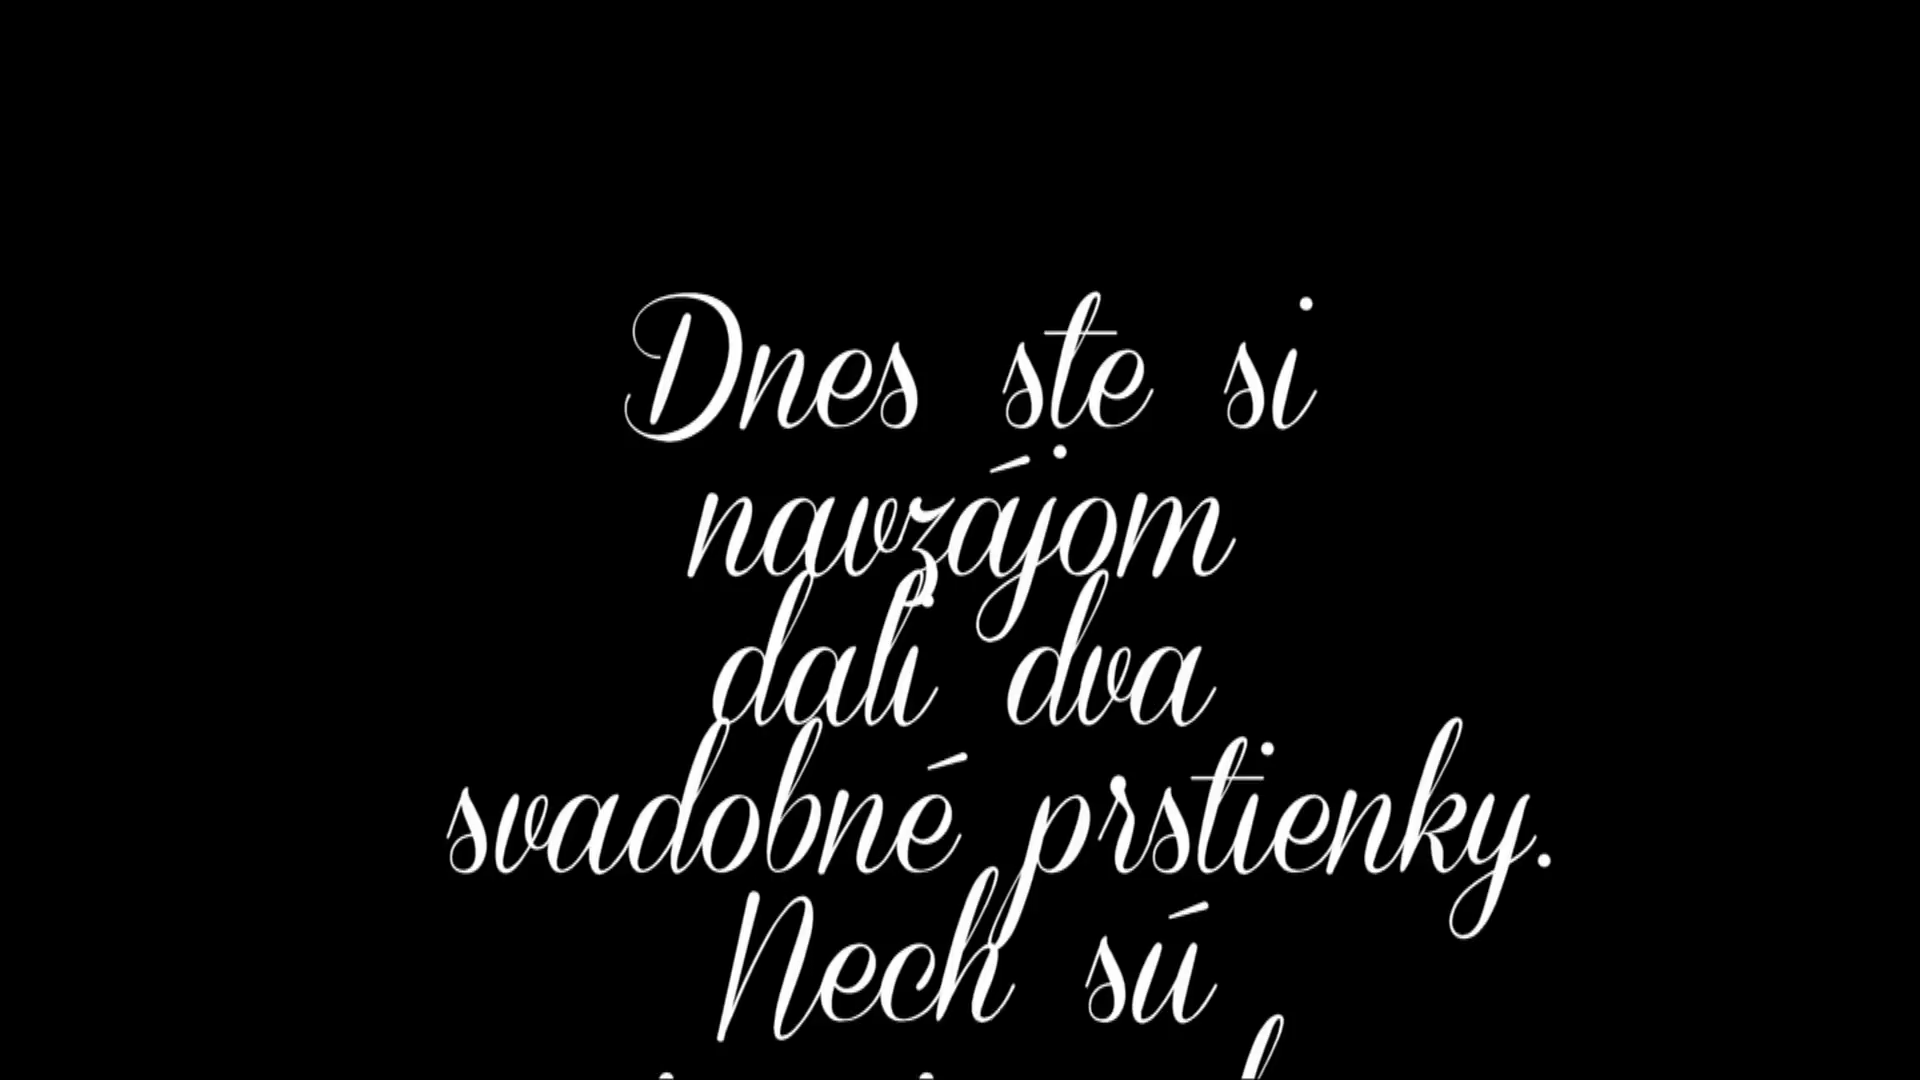 Dnes ste si
navzájom
dali dva
svadobné prstienky.
Nech sú